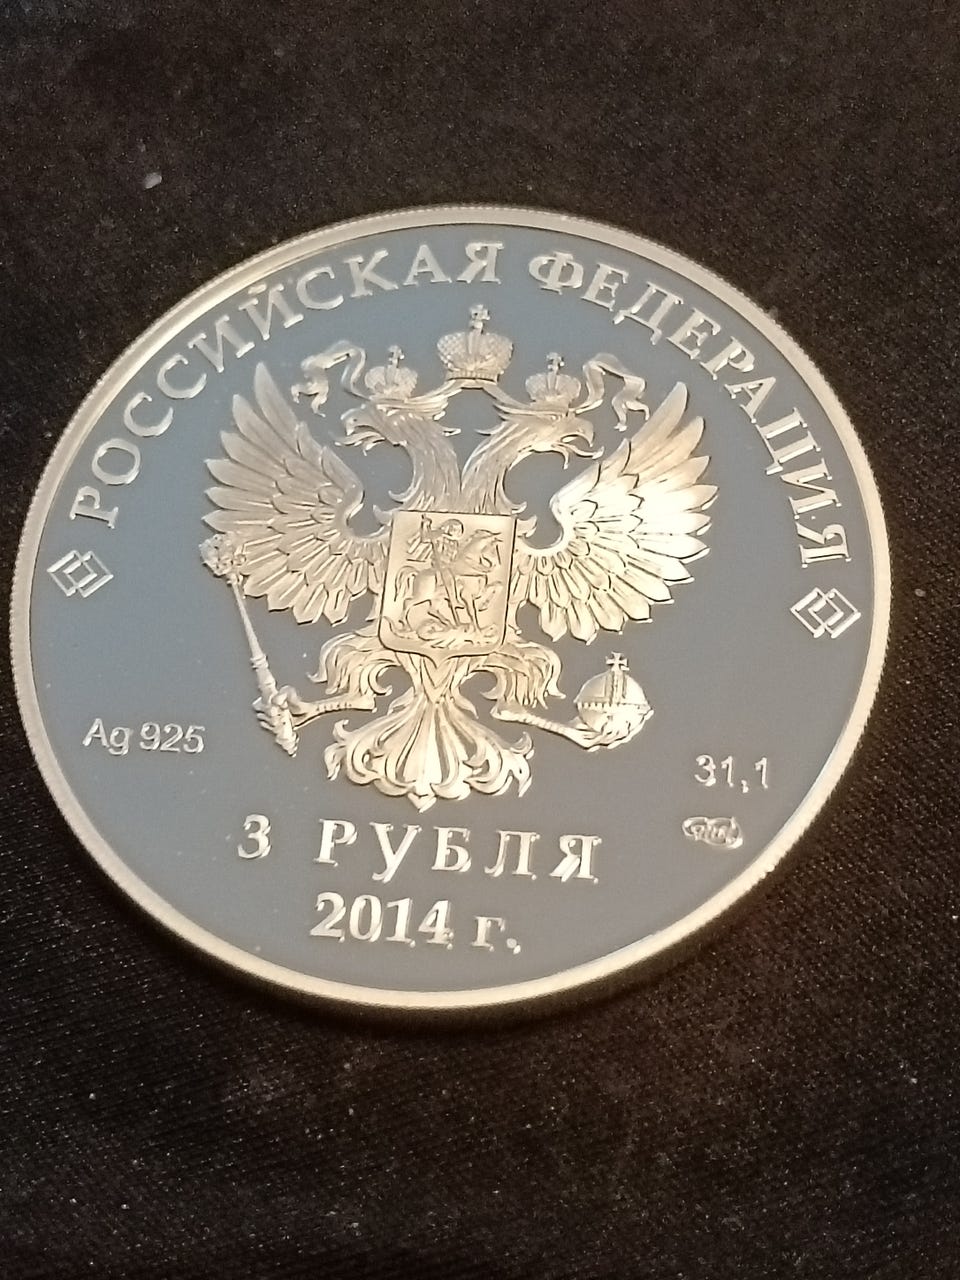 РОССИЙСКАЯ ФЕДЕРАЦИЯ
Ag 925
31,1
3 РУБЛЯ
2014 г.